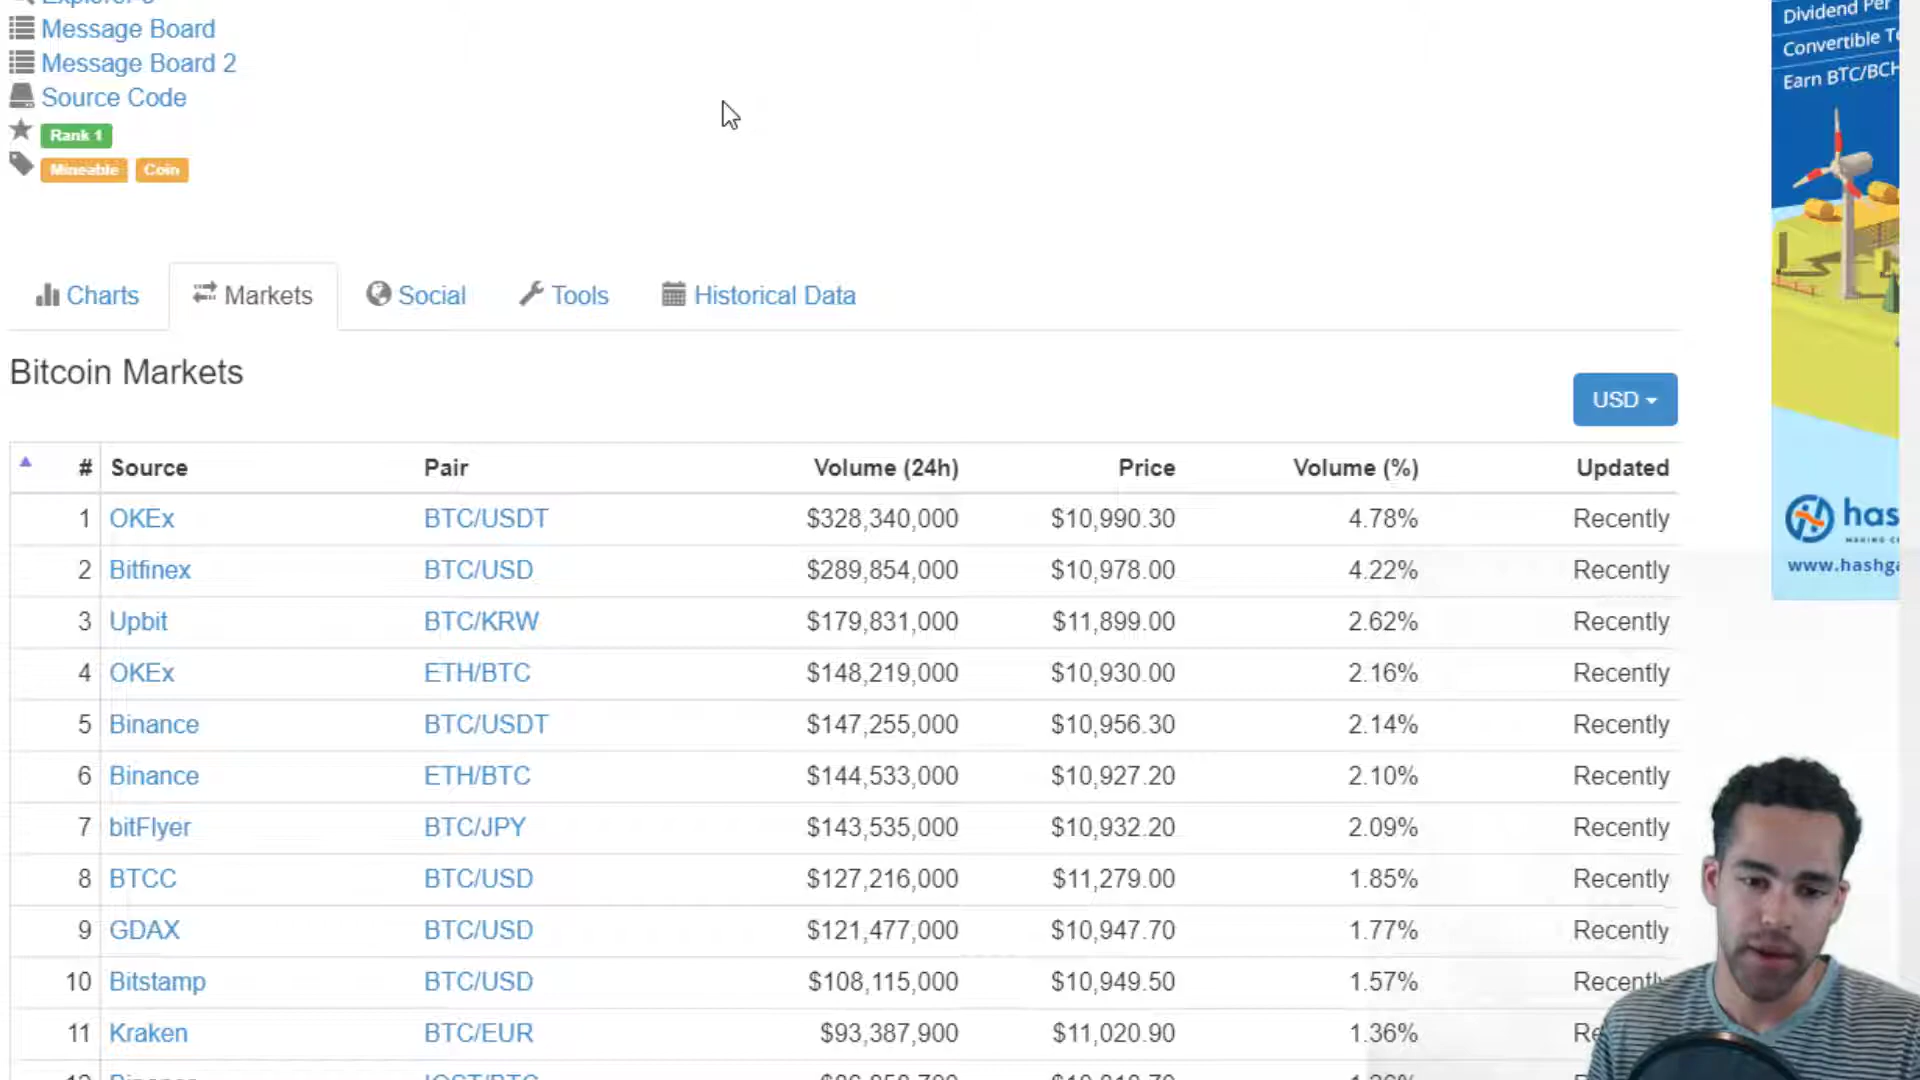 Message Board
Message Board 2
Source Code
Rank 1
Mineable Coin
Dividend Per
Convertible
Earn BTC/BCH
Charts Markets Social Tools Historical Data
Bitcoin Markets
USD
# Source Pair Volume (24h) Price Volume (%) Updated
1 OKEx BTC/USDT $328,340,000 $10,990.30 4.78% Recently
2 Bitfinex BTC/USD $289,854,000 $10,978.00 4.22% Recently
3 Upbit BTC/KRW $179,831,000 $11,899.00 2.62% Recently
4 OKEx ETH/BTC $148,219,000 $10,930.00 2.16% Recently
5 Binance BTC/USDT $147,255,000 $10,956.30 2.14% Recently
6 Binance ETH/BTC $144,533,000 $10,927.20 2.10% Recently
7 bitFlyer BTC/JPY $143,535,000 $10,932.20 2.09% Recently
8 BTCC BTC/USD $127,216,000 $11,279.00 1.85% Recently
9 GDAX BTC/USD $121,477,000 $10,947.70 1.77% Recently
10 Bitstamp BTC/USD $108,115,000 $10,949.50 1.57% Recently
11 Kraken BTC/EUR $93,387,900 $11,020.90 1.36%
has
www.hashga